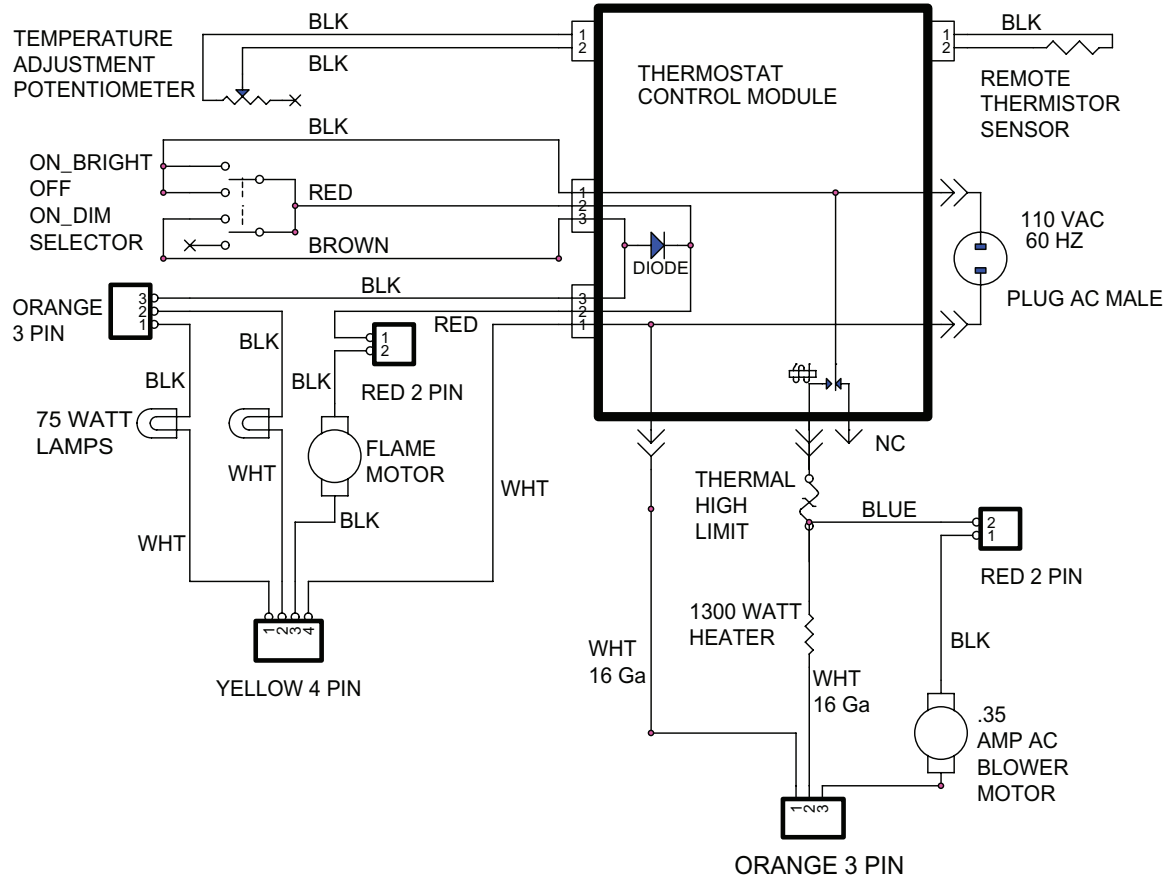 BLK
1
2
TEMPERATURE
ADJUSTMENT
POTENTIOMETER
BLK
THERMOSTAT
CONTROL MODULE
1
2
BLK
REMOTE
THERMISTOR
SENSOR
BLK
ON_BRIGHT
OFF
ON_DIM
SELECTOR
RED
BROWN
1
2
3
DIODE
110 VAC
60 HZ
PLUG AC MALE
ORANGE
3 PIN
3
2
1
BLK
RED
3
2
1
BLK
1
2
RED 2 PIN
BLK
BLK
75 WATT
LAMPS
WHT
FLAME
MOTOR
WHT
BLK
WHT
1
2
3
4
YELLOW 4 PIN
NC
THERMAL
HIGH
LIMIT
BLUE
2
1
RED 2 PIN
1300 WATT
HEATER
WHT
16 Ga
WHT
16 Ga
BLK
.35
AMP AC
BLOWER
MOTOR
1
2
3
ORANGE 3 PIN